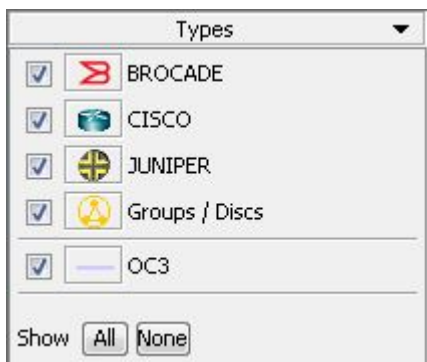 Types
BROCADE
CISCO
JUNIPER
Groups / Discs
OC3
Show All None